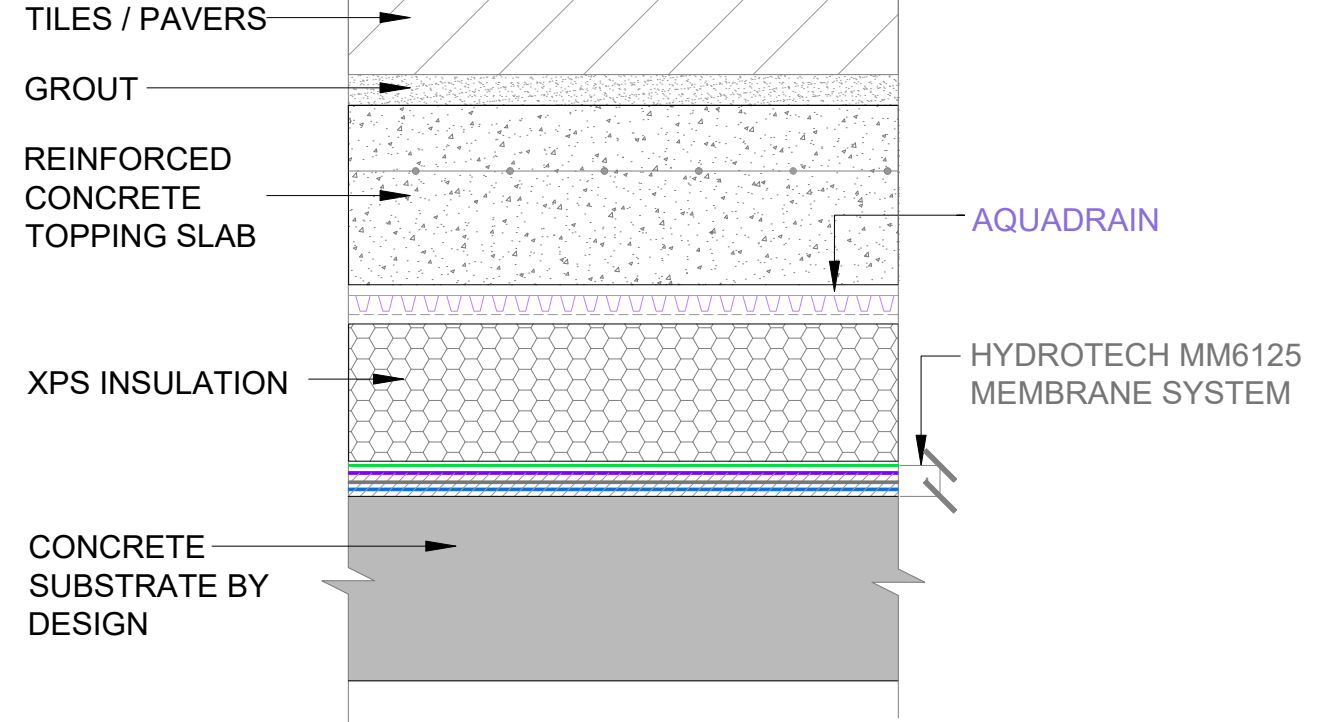 TILES / PAVERS
GROUT
REINFORCED
CONCRETE
TOPPING SLAB
AQUADRAIN
HYDROTECH MM6125
MEMBRANE SYSTEM
XPS INSULATION
CONCRETE
SUBSTRATE BY
DESIGN